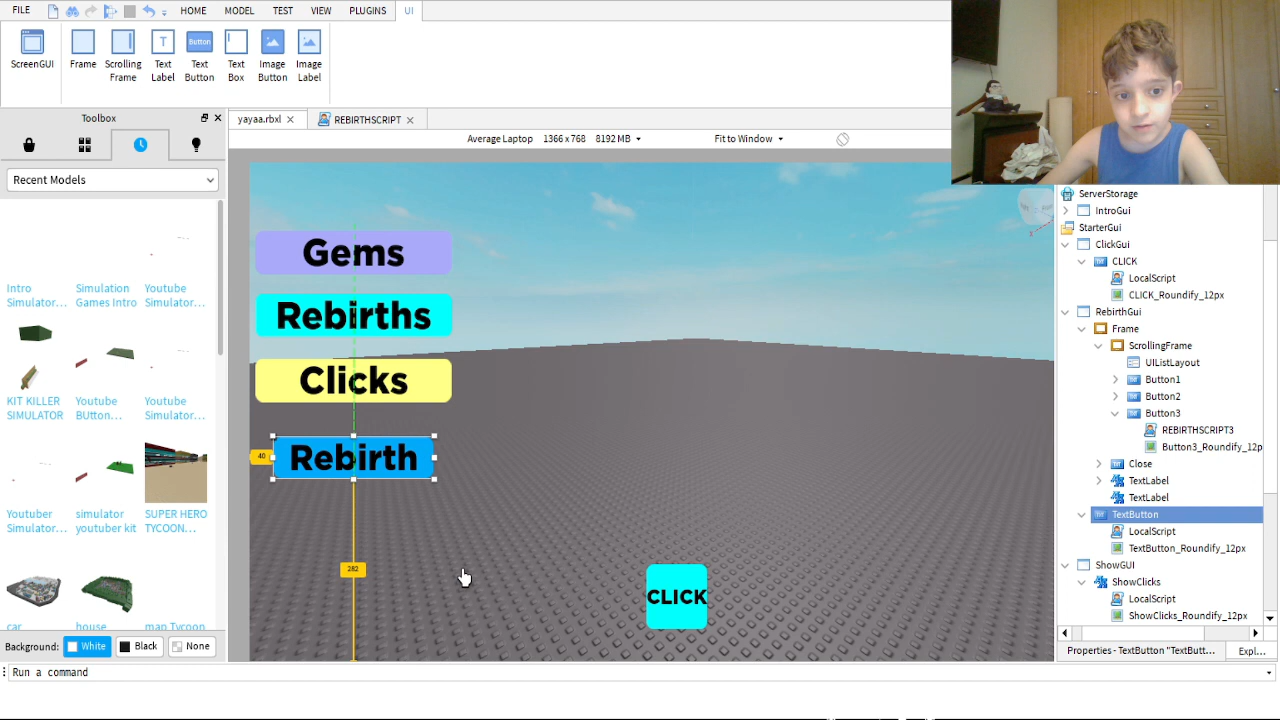 FILE HOME MODEL TEST VIEW PLUGINS UI
ScreenGUI Frame Scrolling Frame Text Label Button Text Button Text Box Image Button Image Label
Toolbox
yayaa.rbxl REBIRTHSCRIPT
Average Laptop 1366 x 768 8192 MB Fit to Window
Recent Models
Intro Simulator... Simulation Games Intro Youtube Simulator...
KIT KILLER SIMULATOR Youtube BUtton... Youtube Simulator...
Youtuber Simulator... simulator youtuber kit SUPER HERO TYCOON...
car house map Tycoon
Background: White Black None
Gems
Rebirths
Clicks
40
Rebirth
282
CLICK
ServerStorage
IntroGui
StarterGui
ClickGui
CLICK
LocalScript
CLICK_Roundify_12px
RebirthGui
Frame
ScrollingFrame
UIListLayout
Button1
Button2
Button3
REBIRTHSCRIPT3
Button3_Roundify_12p
Close
TextLabel
TextLabel
TextButton
LocalScript
TextButton_Roundify_12px
ShowGUI
ShowClicks
LocalScript
ShowClicks_Roundify_12px
Properties - TextButton "TextButt... Expl...
Run a command